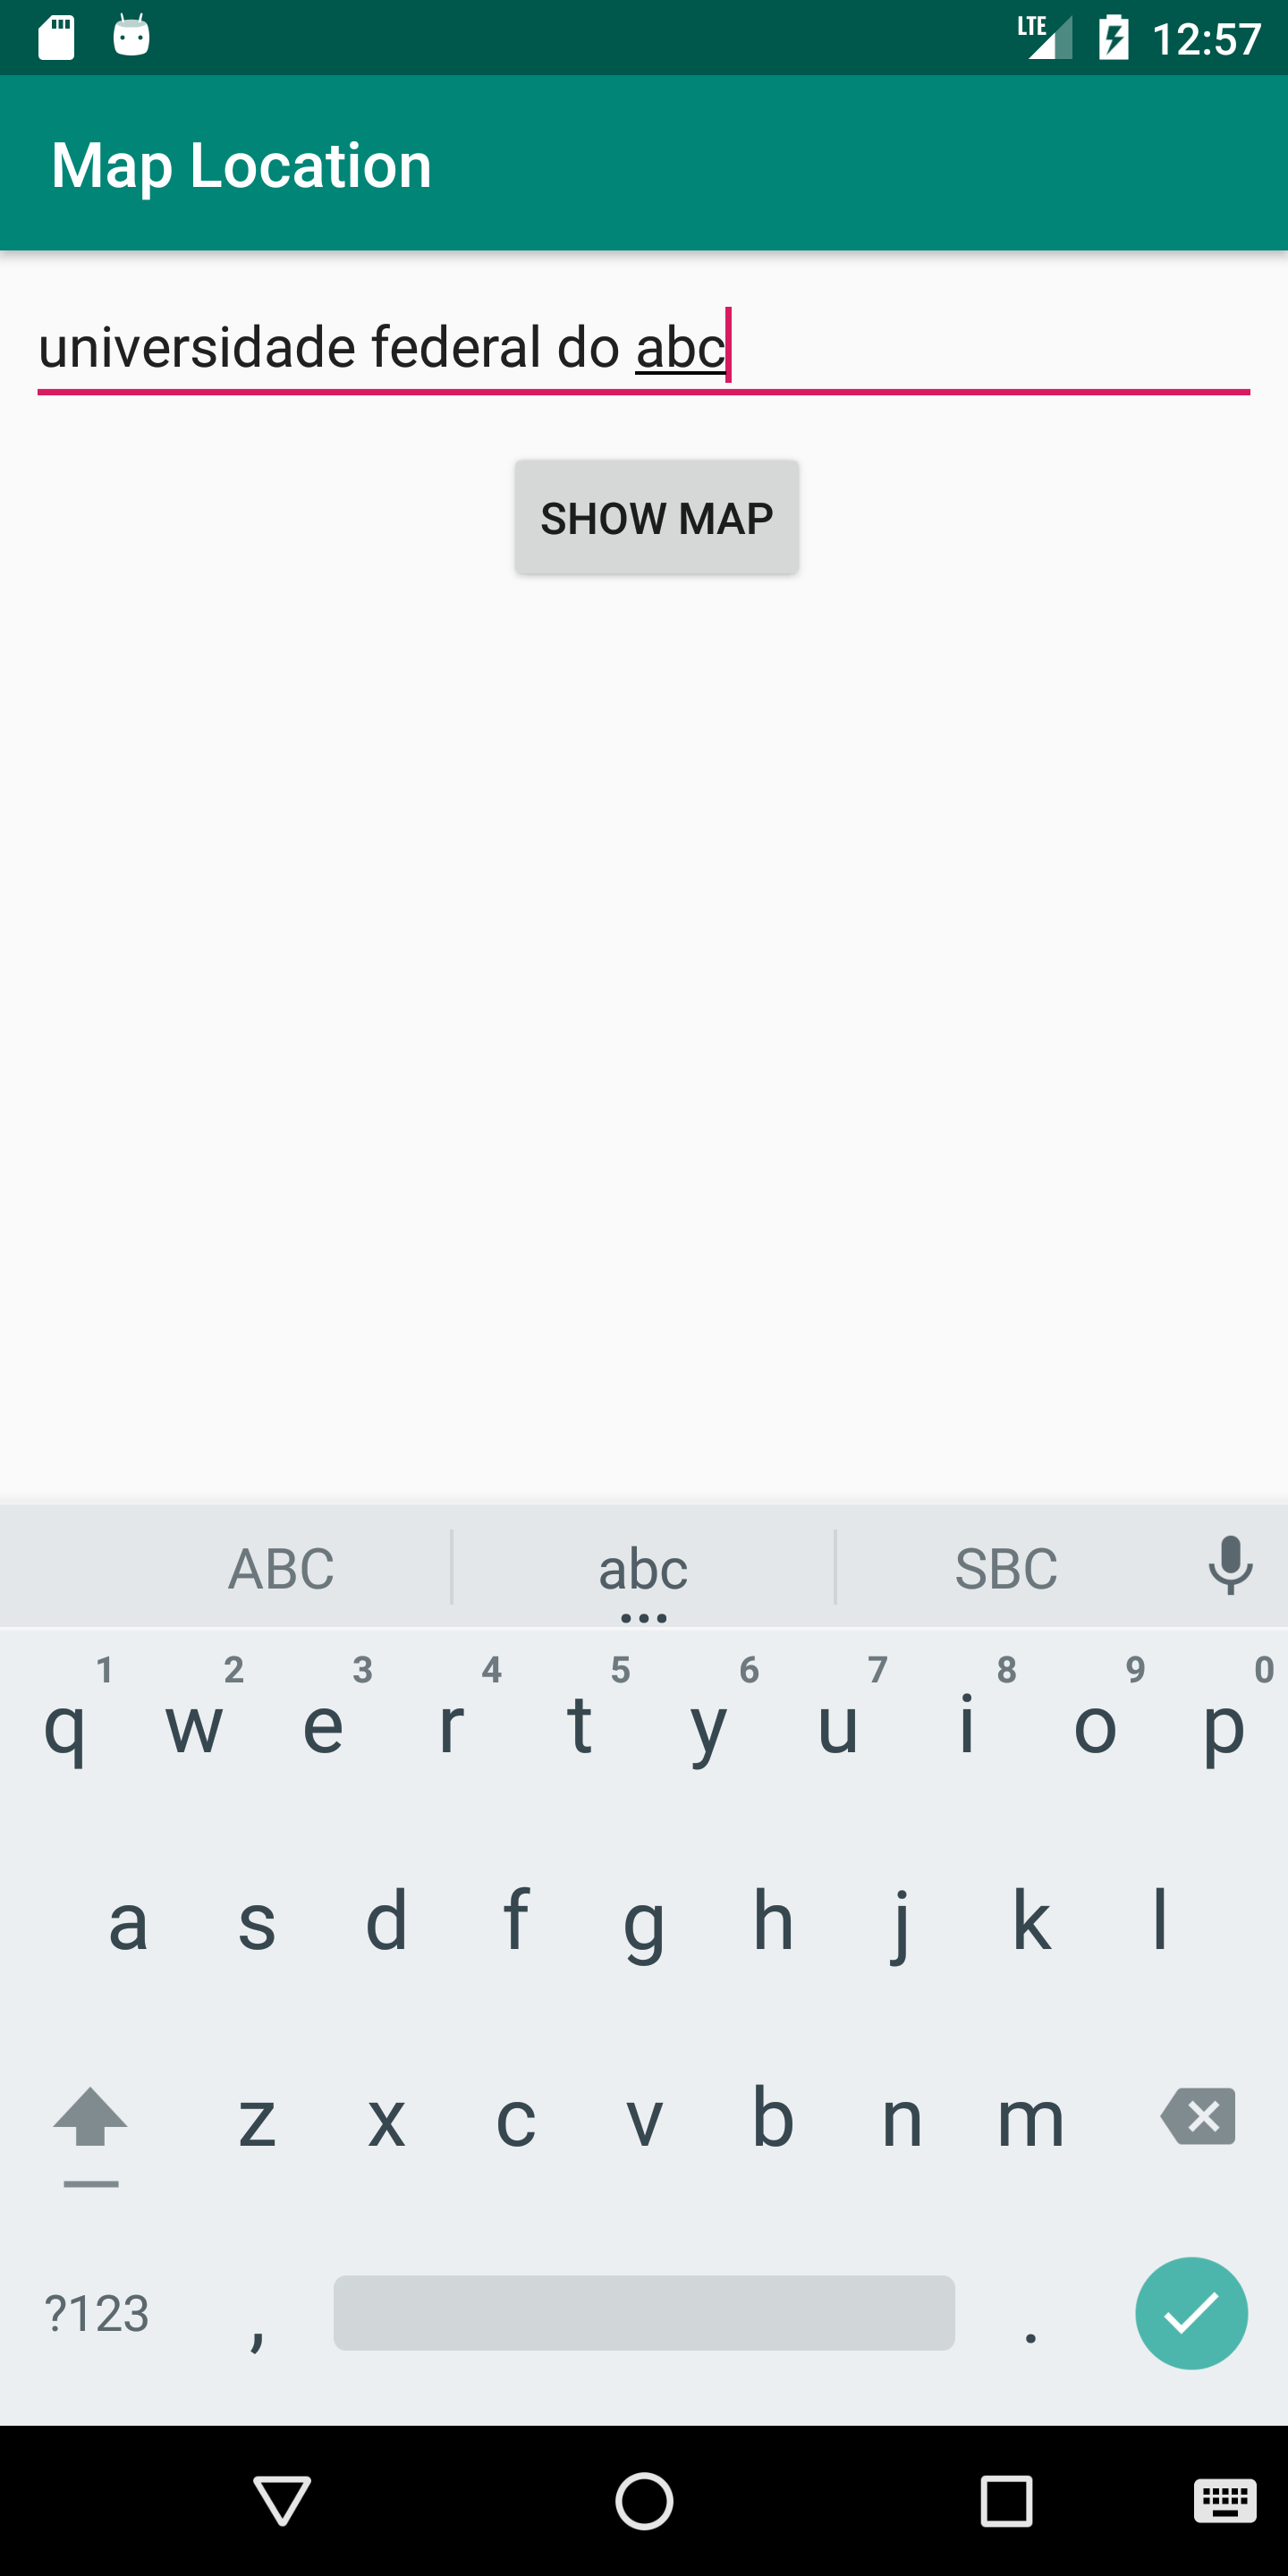 LTE 12:57
Map Location
universidade federal do abc
SHOW MAP
ABC abc SBC
1 2 3 4 5 6 7 8 9 0
q w e r t y u i o p
a s d f g h j k l
z x c v b n m
?123 , .